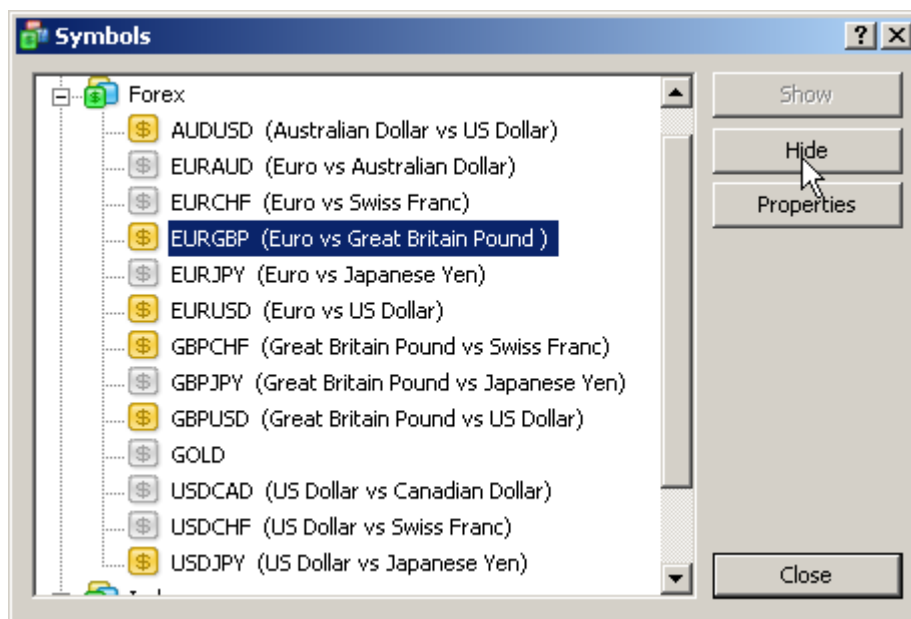 Symbols
Forex
AUDUSD (Australian Dollar vs US Dollar)
EURAUD (Euro vs Australian Dollar)
EURCHF (Euro vs Swiss Franc)
EURGBP (Euro vs Great Britain Pound )
EURJPY (Euro vs Japanese Yen)
EURUSD (Euro vs US Dollar)
GBPCHF (Great Britain Pound vs Swiss Franc)
GBPJPY (Great Britain Pound vs Japanese Yen)
GBPUSD (Great Britain Pound vs US Dollar)
GOLD
USDCAD (US Dollar vs Canadian Dollar)
USDCHF (US Dollar vs Swiss Franc)
USDJPY (US Dollar vs Japanese Yen)
Show
Hide
Properties
Close